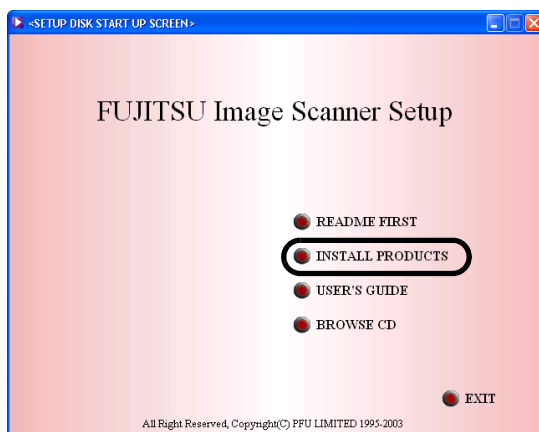 <SETUP DISK START UP SCREEN>
FUJITSU Image Scanner Setup
README FIRST
INSTALL PRODUCTS
USER'S GUIDE
BROWSE CD
EXIT
All Right Reserved, Copyright(C) PFU LIMITED 1995-2003